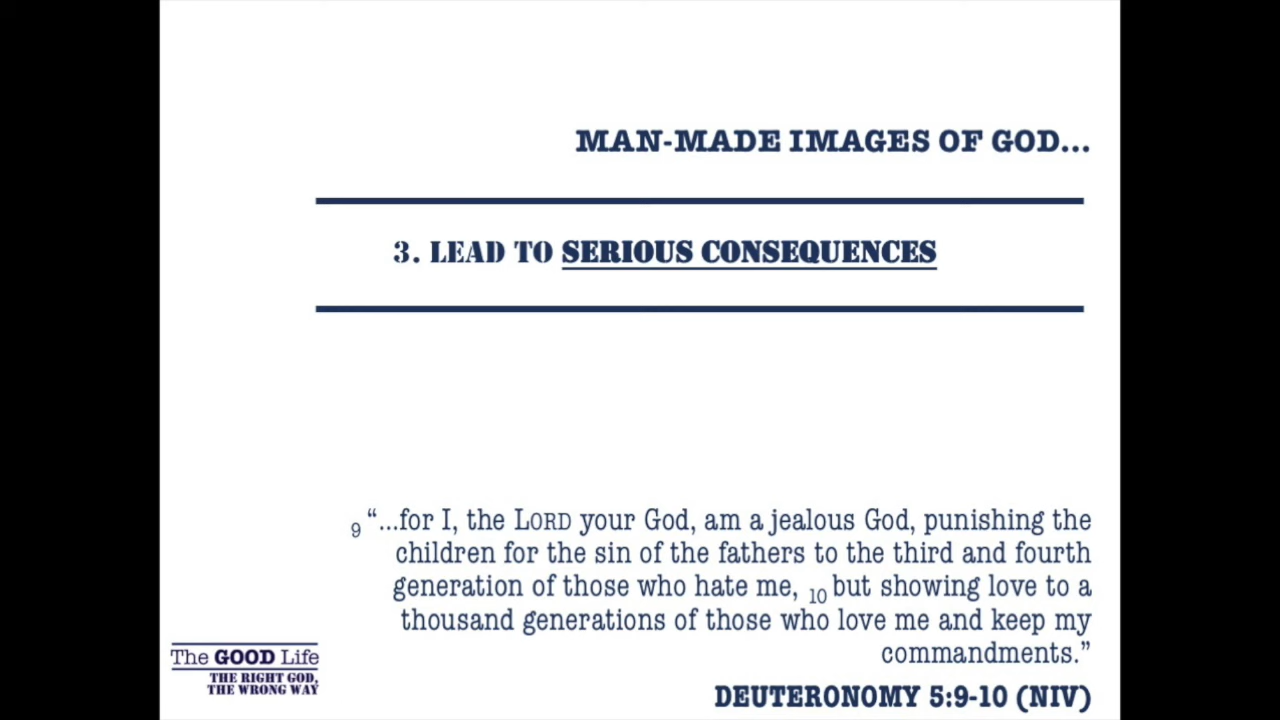 MAN-MADE IMAGES OF GOD...
3. LEAD TO SERIOUS CONSEQUENCES
9 “...for I, the LORD your God, am a jealous God, punishing the
children for the sin of the fathers to the third and fourth
generation of those who hate me, 10 but showing love to a
thousand generations of those who love me and keep my
commandments.”
DEUTERONOMY 5:9-10 (NIV)
The GOOD Life
THE RIGHT GOD,
THE WRONG WAY